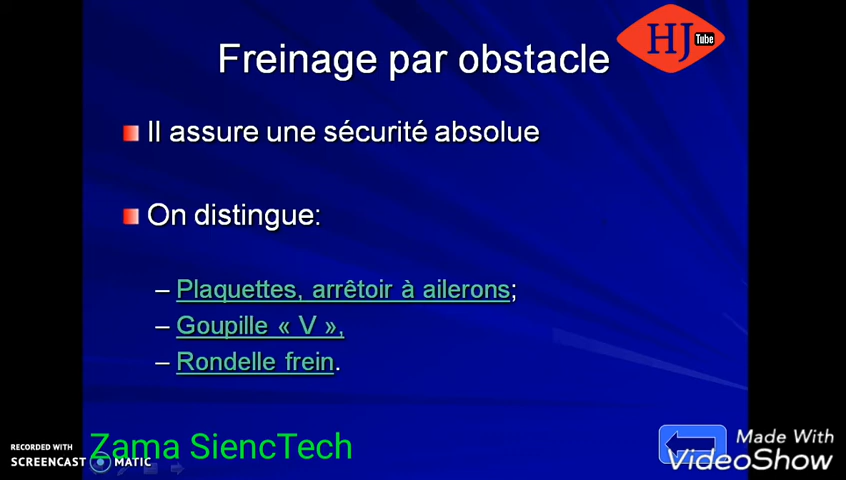 Freinage par obstacle
HJ Tube
Il assure une sécurité absolue
On distingue:
– Plaquettes, arrêtoir à ailerons;
– Goupille « V »,
– Rondelle frein.
Zama SiencTech
RECORDED WITH
SCREENCAST MATIC
Made With
VideoShow